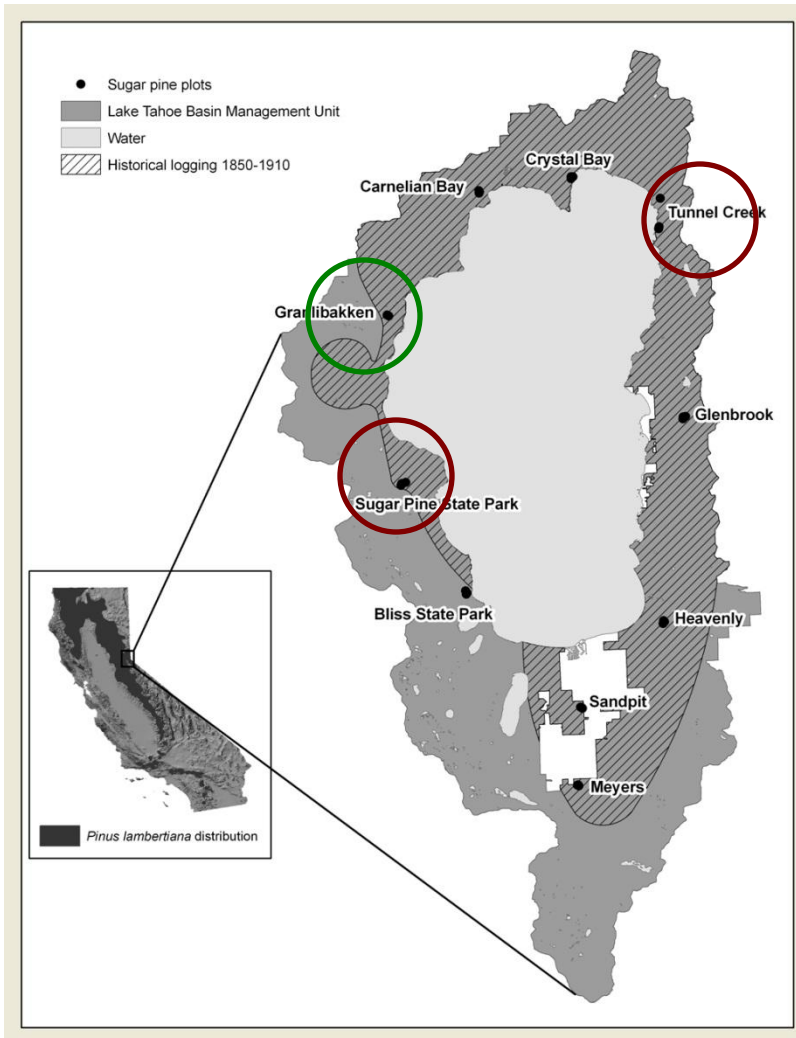 Sugar pine plots
Lake Tahoe Basin Management Unit
Water
Historical logging 1850-1910
Crystal Bay
Carnelian Bay
Tunnel Creek
Granlibakken
Glenbrook
Sugar Pine State Park
Bliss State Park
Heavenly
Sandpit
Meyers
Pinus lambertiana distribution